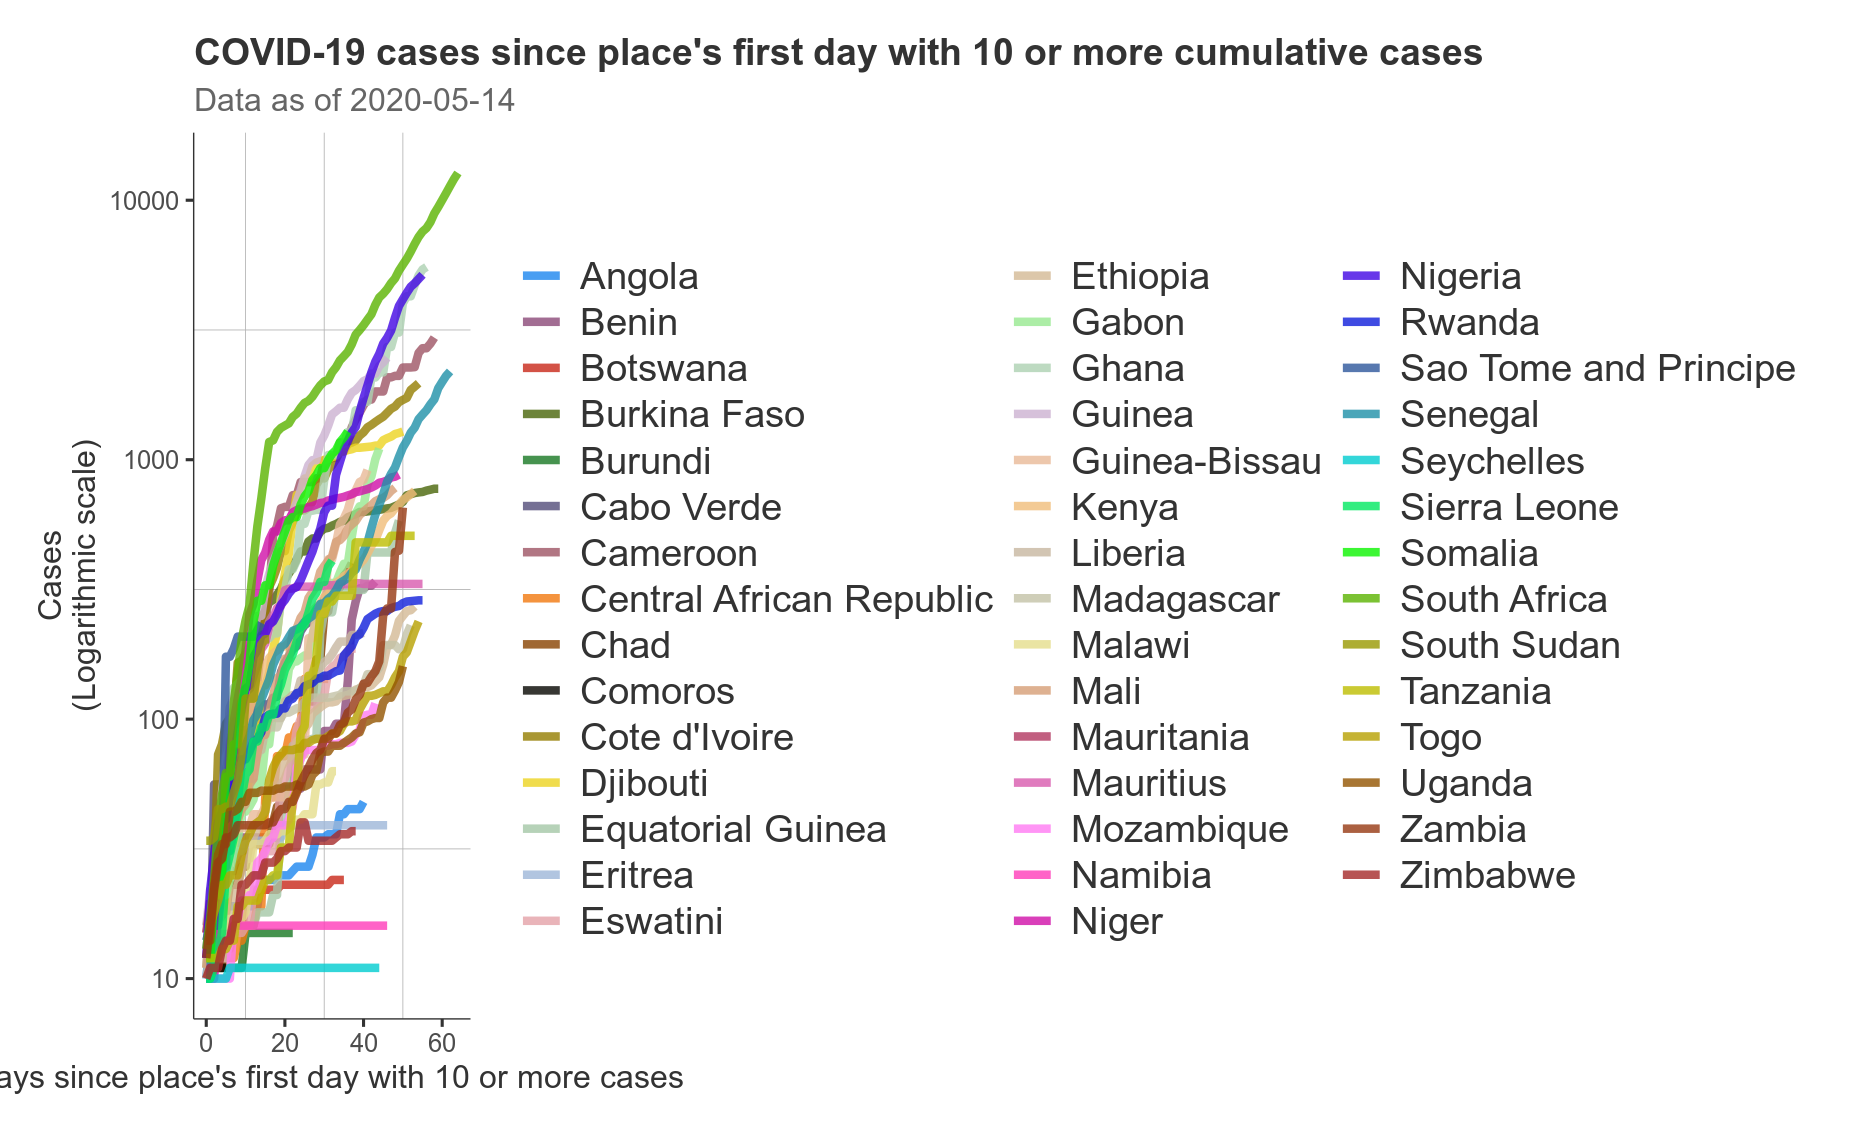 COVID-19 cases since place's first day with 10 or more cumulative cases
Data as of 2020-05-14
Cases
(Logarithmic scale)
10000
1000
100
10
0 20 40 60
ays since place's first day with 10 or more cases
Angola
Benin
Botswana
Burkina Faso
Burundi
Cabo Verde
Cameroon
Central African Republic
Chad
Comoros
Cote d'Ivoire
Djibouti
Equatorial Guinea
Eritrea
Eswatini
Ethiopia
Gabon
Ghana
Guinea
Guinea-Bissau
Kenya
Liberia
Madagascar
Malawi
Mali
Mauritania
Mauritius
Mozambique
Namibia
Niger
Nigeria
Rwanda
Sao Tome and Principe
Senegal
Seychelles
Sierra Leone
Somalia
South Africa
South Sudan
Tanzania
Togo
Uganda
Zambia
Zimbabwe